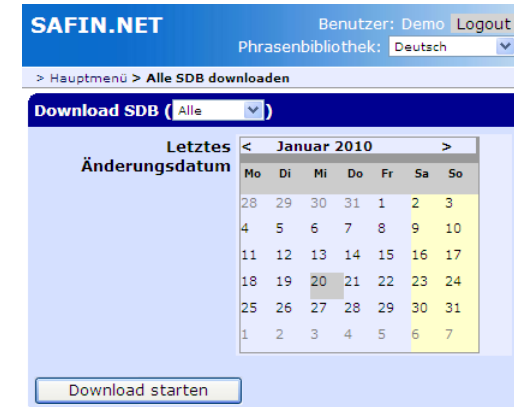 SAFIN.NET Benutzer: Demo Logout
Phrasenbibliothek: Deutsch
> Hauptmenü > Alle SDB downloaden
Download SDB ( Alle )
Letztes Änderungsdatum
< Januar 2010 >
Mo Di Mi Do Fr Sa So
28 29 30 31 1 2 3
4 5 6 7 8 9 10
11 12 13 14 15 16 17
18 19 20 21 22 23 24
25 26 27 28 29 30 31
1 2 3 4 5 6 7
Download starten